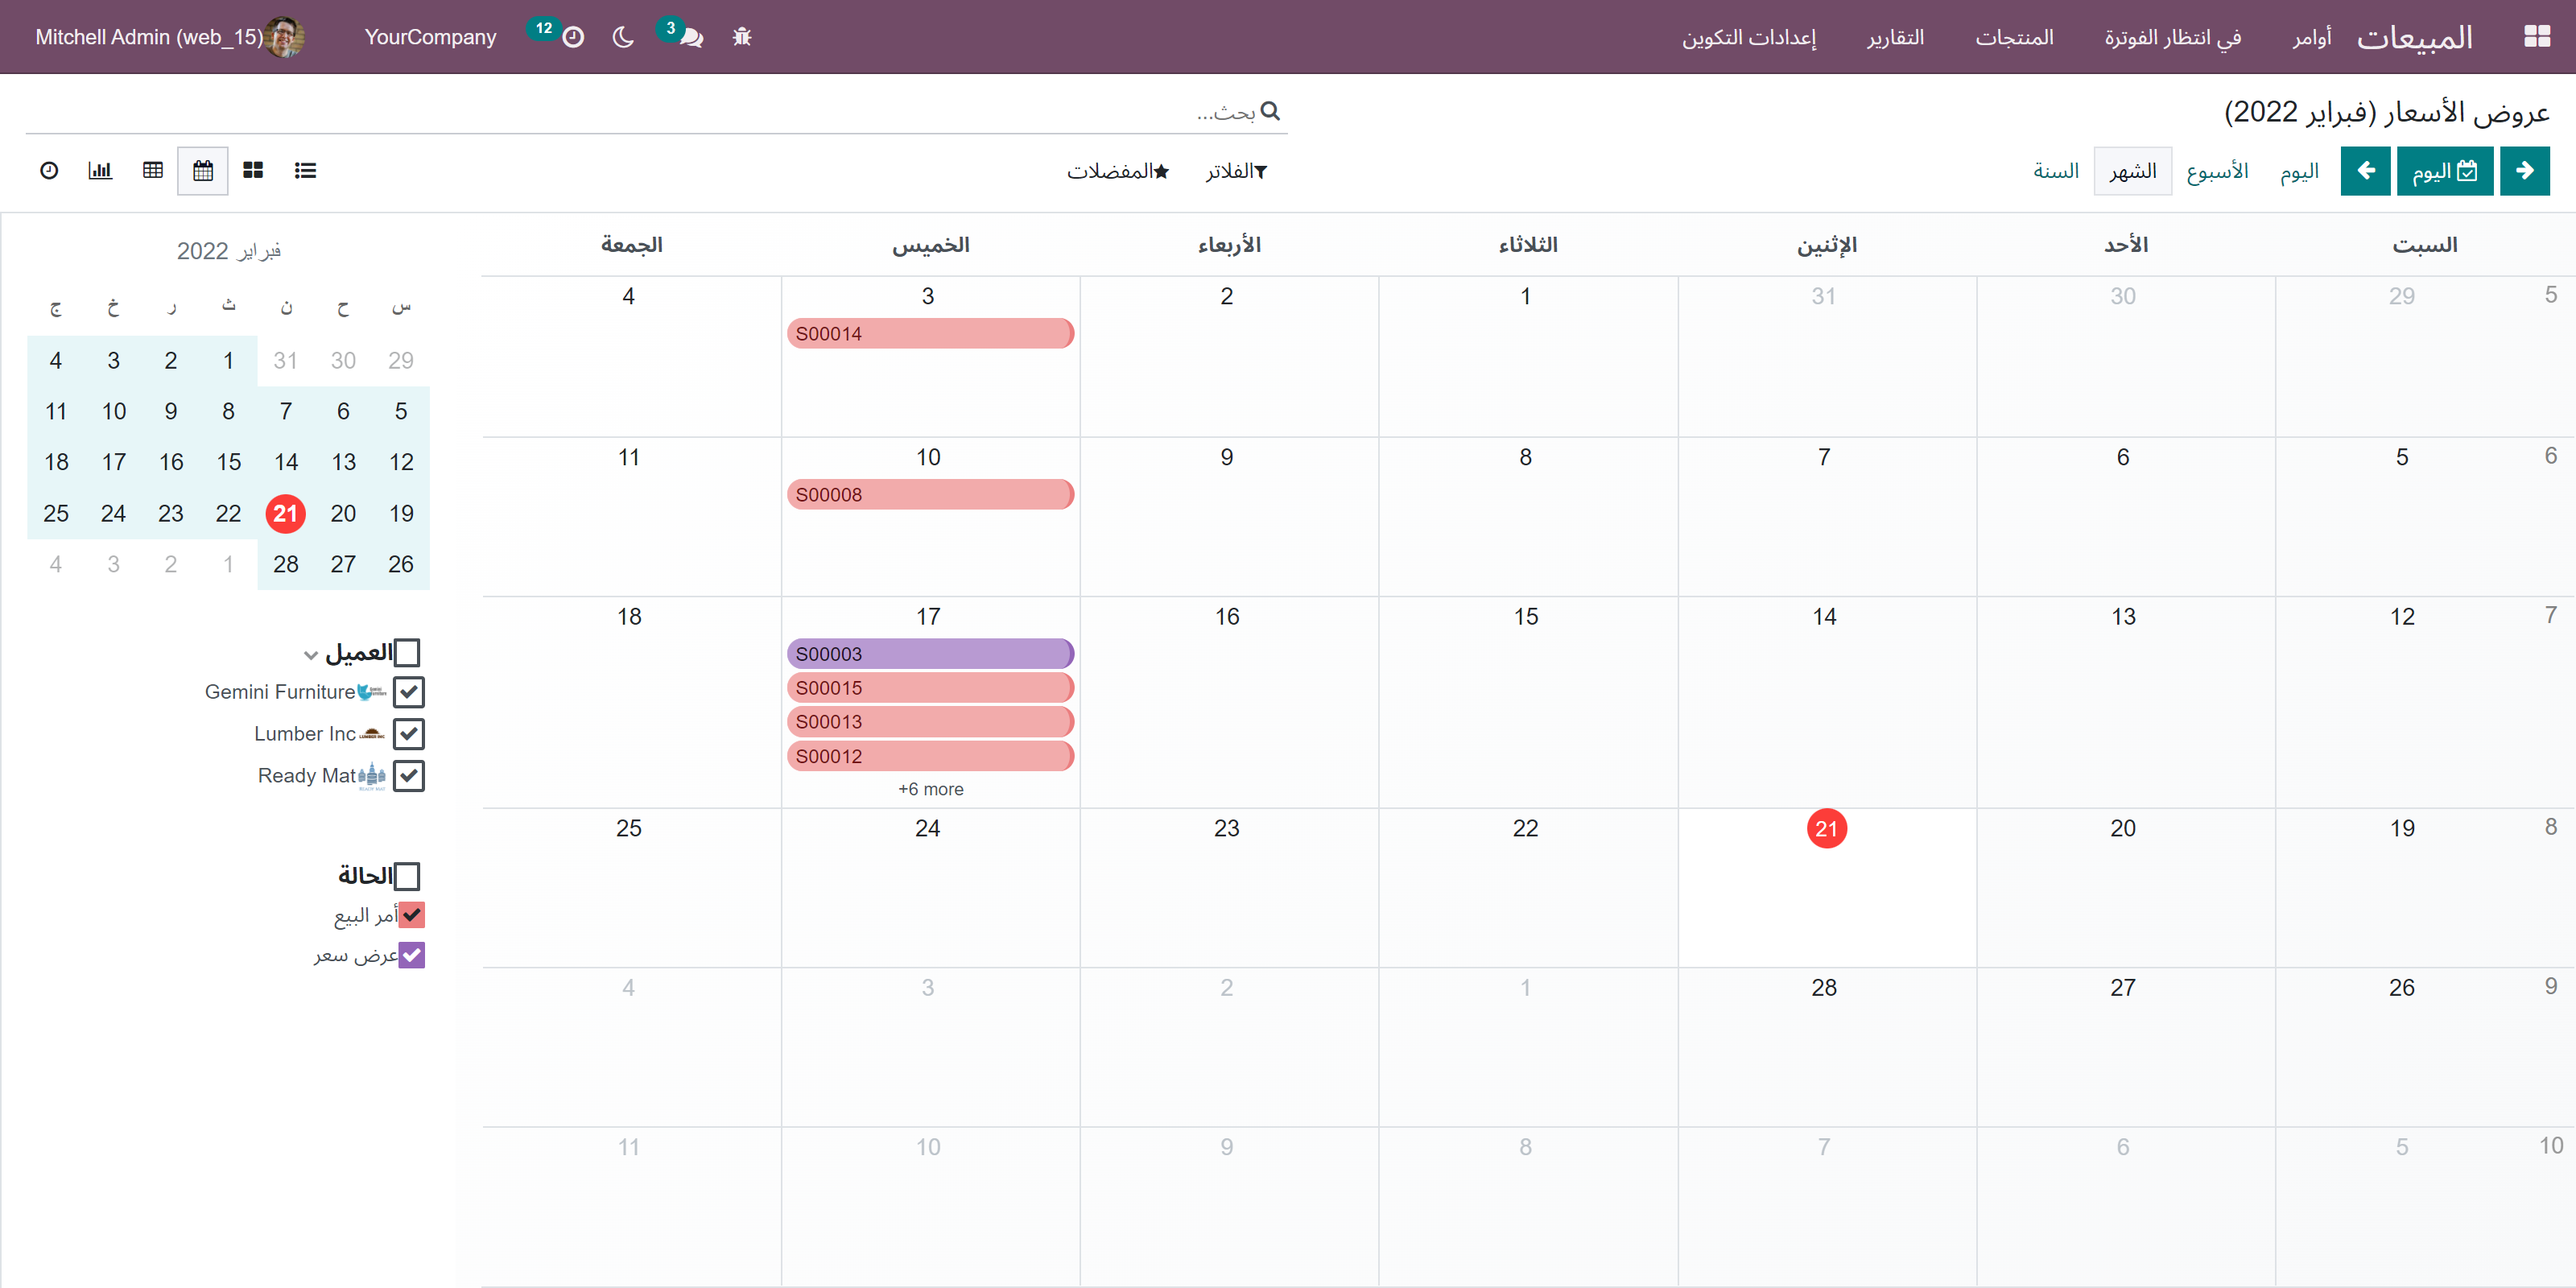 المبيعات أوامر في انتظار الفوترة المنتجات التقارير إعدادات التكوين 3 12 YourCompany Mitchell Admin (web_15)
عروض الأسعار (فبراير 2022)
بحث...
اليوم اليوم الأسبوع الشهر السنة
الفلاتر المفضلات
السبت الأحد الإثنين الثلاثاء الأربعاء الخميس الجمعة
5 29 30 31 1 2 3 4
S00014
6 5 6 7 8 9 10 11
S00008
7 12 13 14 15 16 17 18
S00003
S00015
S00013
S00012
+6 more
8 19 20 21 22 23 24 25
9 26 27 28 1 2 3 4
10 5 6 7 8 9 10 11
فبراير 2022
س ح ن ث ر خ ج
29 30 31 1 2 3 4
5 6 7 8 9 10 11
12 13 14 15 16 17 18
19 20 21 22 23 24 25
26 27 28 1 2 3 4
العميل
Gemini Furniture
Lumber Inc
Ready Mat
الحالة
أمر البيع
عرض سعر